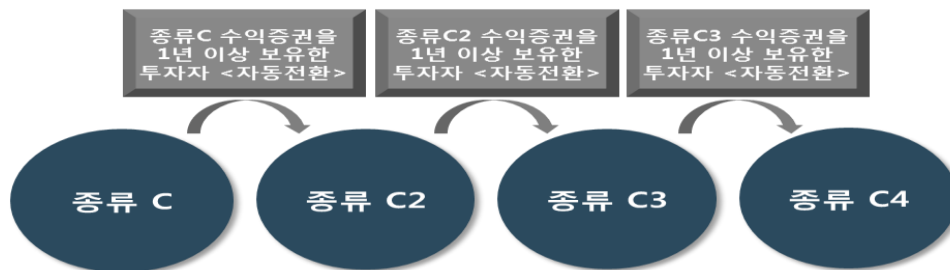 종류C 수익증권을
1년 이상 보유한
투자자 <자동전환>
종류C2 수익증권을
1년 이상 보유한
투자자 <자동전환>
종류C3 수익증권을
1년 이상 보유한
투자자 <자동전환>
종류 C
종류 C2
종류 C3
종류 C4